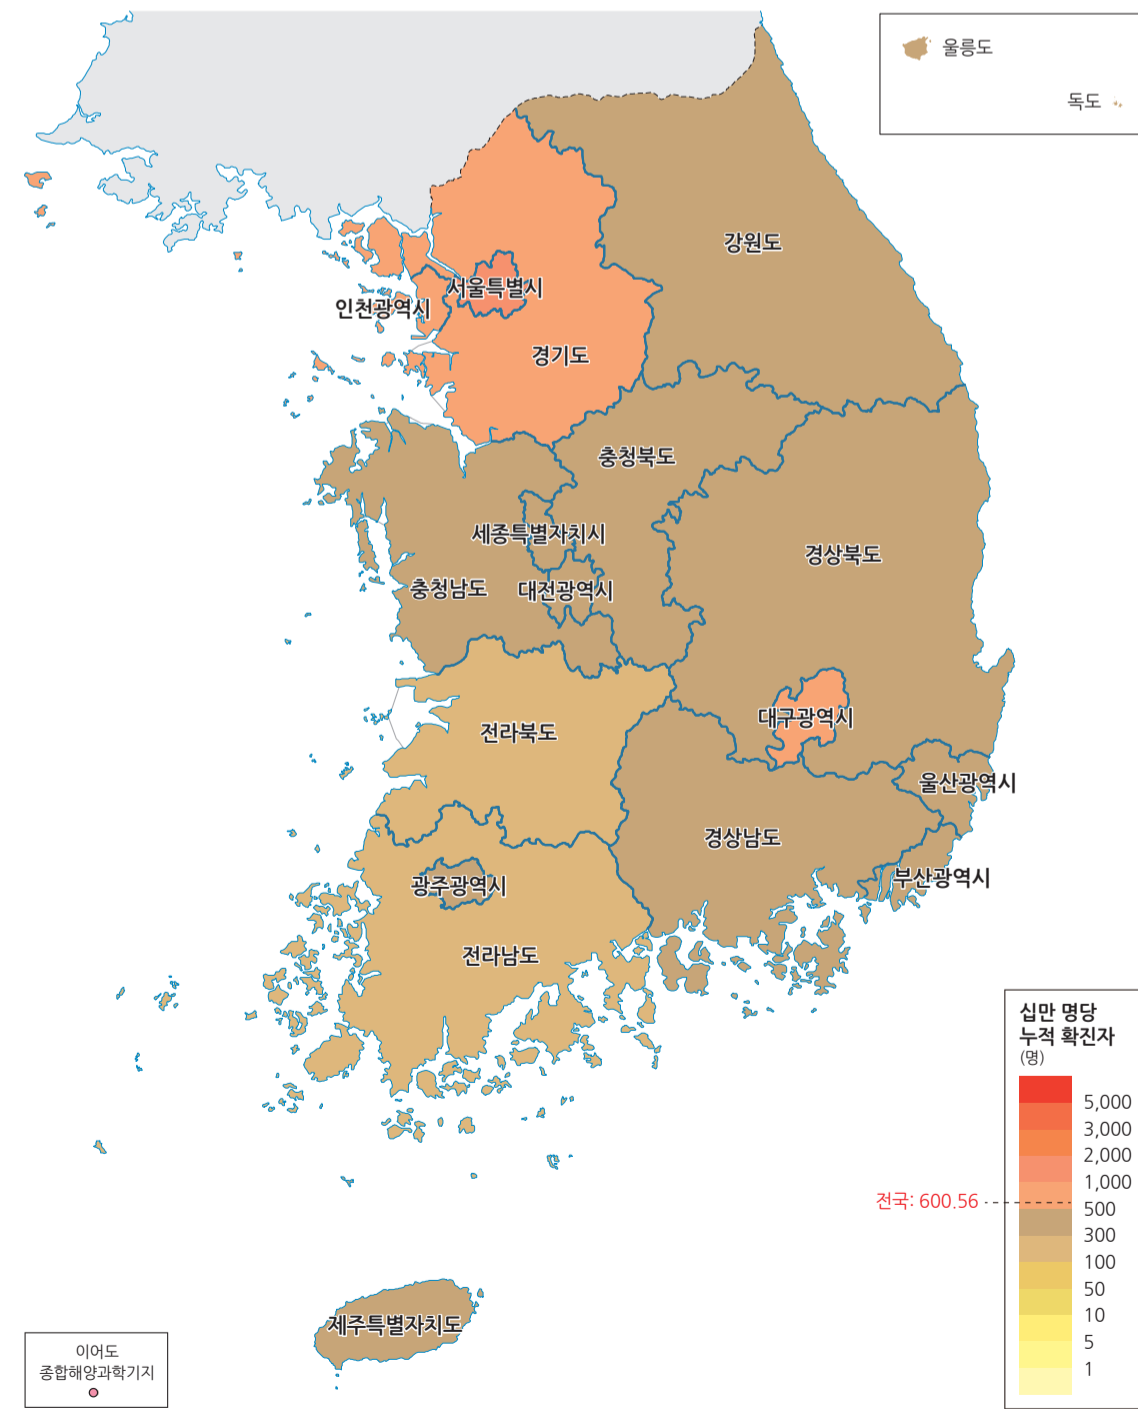 울릉도
독도
강원도
서울특별시
인천광역시
경기도
충청북도
세종특별자치시
경상북도
충청남도
대전광역시
대구광역시
전라북도
울산광역시
경상남도
부산광역시
광주광역시
전라남도
십만 명당
누적 확진자
(명)
5,000
3,000
2,000
1,000
전국: 600.56
500
300
100
50
10
5
1
제주특별자치도
이어도
종합해양과학기지